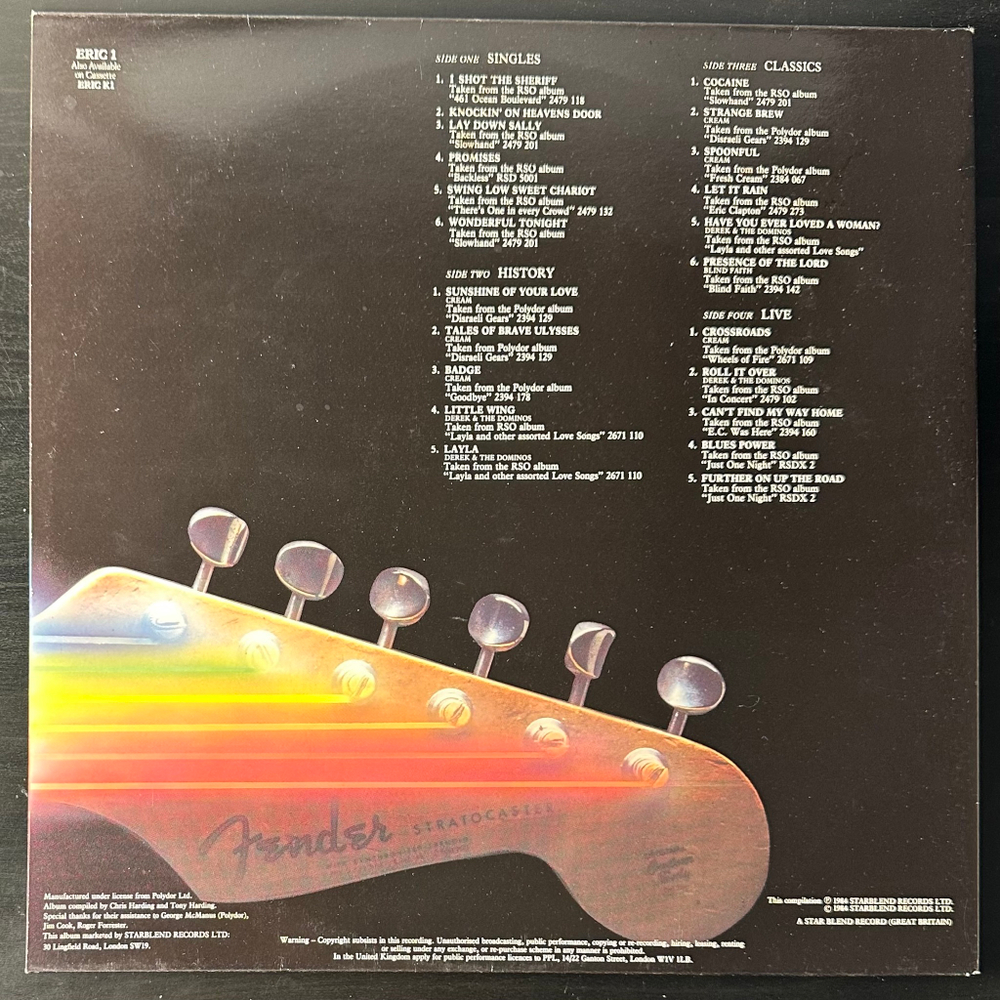 ERIC 1
Also Available
on Cassette
ERIC K1
SIDE ONE SINGLES
1. I SHOT THE SHERIFF
Taken from the RSO album
"461 Ocean Boulevard" 2479 118
2. KNOCKIN' ON HEAVENS DOOR
3. LAY DOWN SALLY
Taken from the RSO album
"Slowhand" 2479 201
4. PROMISES
Taken from the RSO album
"Backless" RSD 5001
5. SWING LOW SWEET CHARIOT
Taken from the RSO album
"There's One in every Crowd" 2479 132
6. WONDERFUL TONIGHT
Taken from the RSO album
"Slowhand" 2479 201
SIDE TWO HISTORY
1. SUNSHINE OF YOUR LOVE
CREAM
Taken from the Polydor album
"Disraeli Gears" 2394 129
2. TALES OF BRAVE ULYSSES
CREAM
Taken from Polydor album
"Disraeli Gears" 2394 129
3. BADGE
CREAM
Taken from the Polydor album
"Goodbye" 2394 178
4. LITTLE WING
DEREK & THE DOMINOS
Taken from RSO album
"Layla and other assorted Love Songs" 2671 110
5. LAYLA
DEREK & THE DOMINOS
Taken from the RSO album
"Layla and other assorted Love Songs" 2671 110
SIDE THREE CLASSICS
1. COCAINE
Taken from the RSO album
"Slowhand" 2479 201
2. STRANGE BREW
CREAM
Taken from the Polydor album
"Disraeli Gears" 2394 129
3. SPOONFUL
CREAM
Taken from the Polydor album
"Fresh Cream" 2384 067
4. LET IT RAIN
Taken from the RSO album
"Eric Clapton" 2479 273
5. HAVE YOU EVER LOVED A WOMAN?
DEREK & THE DOMINOS
Taken from the RSO album
"Layla and other assorted Love Songs"
6. PRESENCE OF THE LORD
BLIND FAITH
Taken from the RSO album
"Blind Faith" 2394 142
SIDE FOUR LIVE
1. CROSSROADS
CREAM
Taken from the RSO album
"Wheels of Fire" 2671 109
2. ROLL IT OVER
DEREK & THE DOMINOS
Taken from the RSO album
"In Concert" 2479 102
3. CAN'T FIND MY WAY HOME
Taken from the RSO album
"E.C. Was Here" 2394 160
4. BLUES POWER
Taken from the RSO album
"Just One Night" RSDX 2
5. FURTHER ON UP THE ROAD
Taken from the RSO album
"Just One Night" RSDX 2
Fender STRATOCASTER
Manufactured under license from Polydor Ltd.
Album compiled by Chris Harding and Tony Harding.
Special thanks for their assistance to George McManus (Polydor),
Jim Cook, Roger Forrester.
This album marketed by STARBLEND RECORDS LTD:
30 Lingfield Road, London SW19.
Warning – Copyright subsists in this recording. Unauthorised broadcasting, public performance, copying or re-recording, hiring, leasing, renting
or selling under any exchange, or re-purchase scheme in any manner is prohibited.
In the United Kingdom apply for public performance licences to PPL, 14/22 Ganton Street, London W1V 1LB.
This compilation ℗ 1984 STARBLEND RECORDS LTD.
© 1984 STARBLEND RECORDS LTD.
A STAR BLEND RECORD (GREAT BRITAIN)